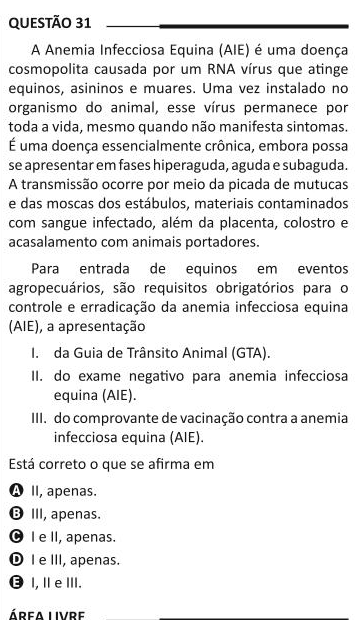 QUESTÃO 31
A Anemia Infecciosa Equina (AIE) é uma doença
cosmopolita causada por um RNA vírus que atinge
equinos, asininos e muares. Uma vez instalado no
organismo do animal, esse vírus permanece por
toda a vida, mesmo quando não manifesta sintomas.
É uma doença essencialmente crônica, embora possa
se apresentar em fases hiperaguda, aguda e subaguda.
A transmissão ocorre por meio da picada de mutucas
e das moscas dos estábulos, materiais contaminados
com sangue infectado, além da placenta, colostro e
acasalamento com animais portadores.
Para entrada de equinos em eventos
agropecuários, são requisitos obrigatórios para o
controle e erradicação da anemia infecciosa equina
(AIE), a apresentação
I. da Guia de Trânsito Animal (GTA).
II. do exame negativo para anemia infecciosa
equina (AIE).
III. do comprovante de vacinação contra a anemia
infecciosa equina (AIE).
Está correto o que se afirma em
A II, apenas.
B III, apenas.
C I e II, apenas.
D I e III, apenas.
E I, II e III.
ÁREA LIVRE